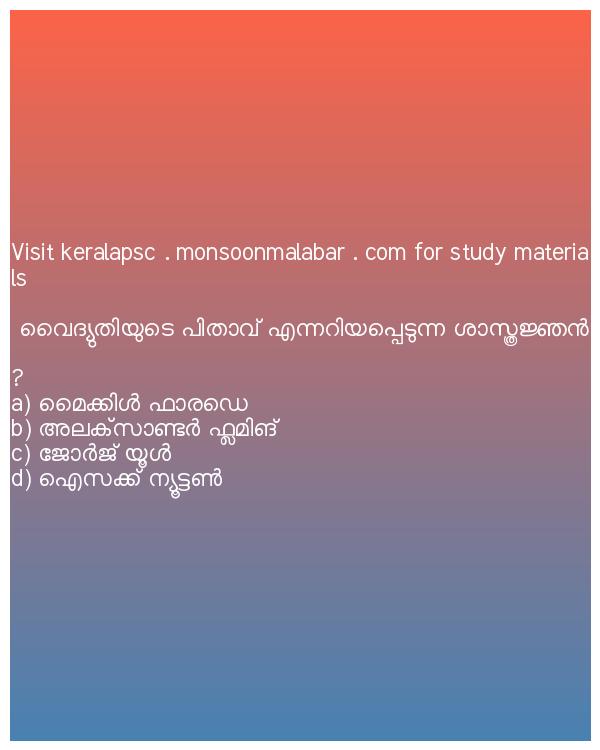 Visit keralapsc . monsoonmalabar . com for study materia
ls
വൈദ്യുതിയുടെ പിതാവ് എന്നറിയപ്പെടുന്ന ശാസ്ത്രജ്ഞൻ
?
a) മൈക്കിൾ ഫാരഡെ
b) അലക്സാണ്ടർ ഫ്ലമിങ്
c) ജോർജ് യൂൾ
d) ഐസക്ക് ന്യൂട്ടൺ